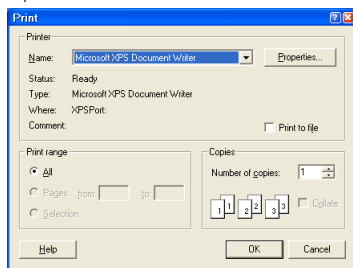 Print
Printer
Name: Microsoft XPS Document Writer Properties...
Status: Ready
Type: Microsoft XPS Document Writer
Where: XPSPort:
Comment: Print to file
Print range
All
Pages from: to:
Selection
Copies
Number of copies: 1
1 1 2 2 3 3 Collate
Help OK Cancel